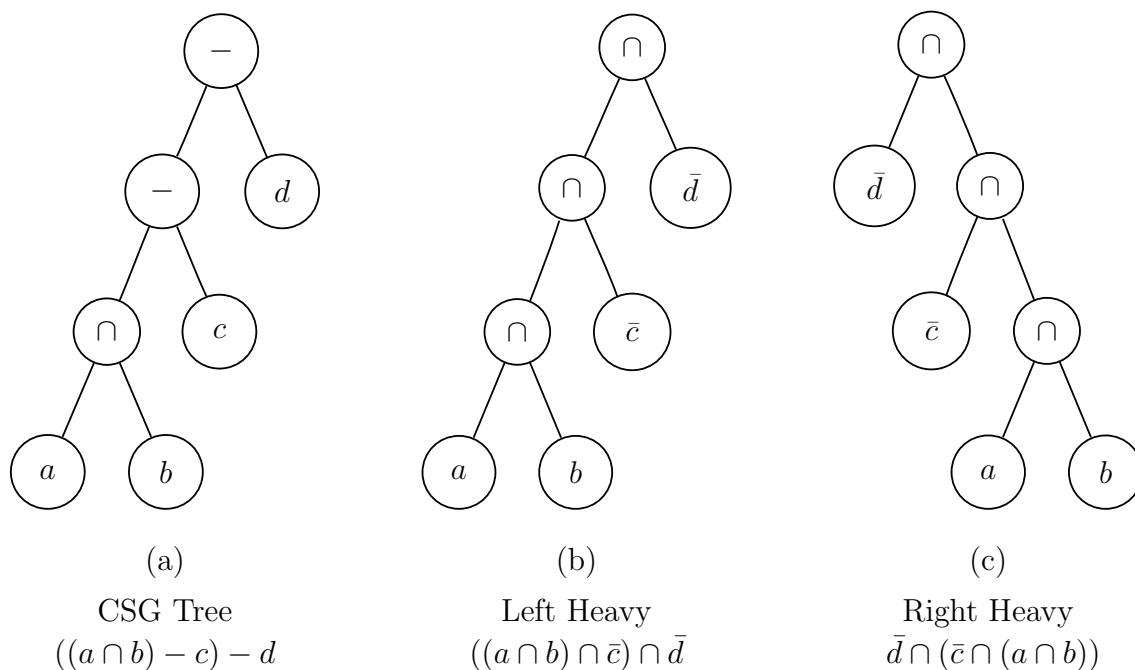 − ∩ ∩
− d ∩ d̄ d̄ ∩
∩ c ∩ c̄ c̄ ∩
a b a b a b
(a) (b) (c)
CSG Tree Left Heavy Right Heavy
((a ∩ b) − c) − d ((a ∩ b) ∩ c̄) ∩ d̄ d̄ ∩ (c̄ ∩ (a ∩ b))